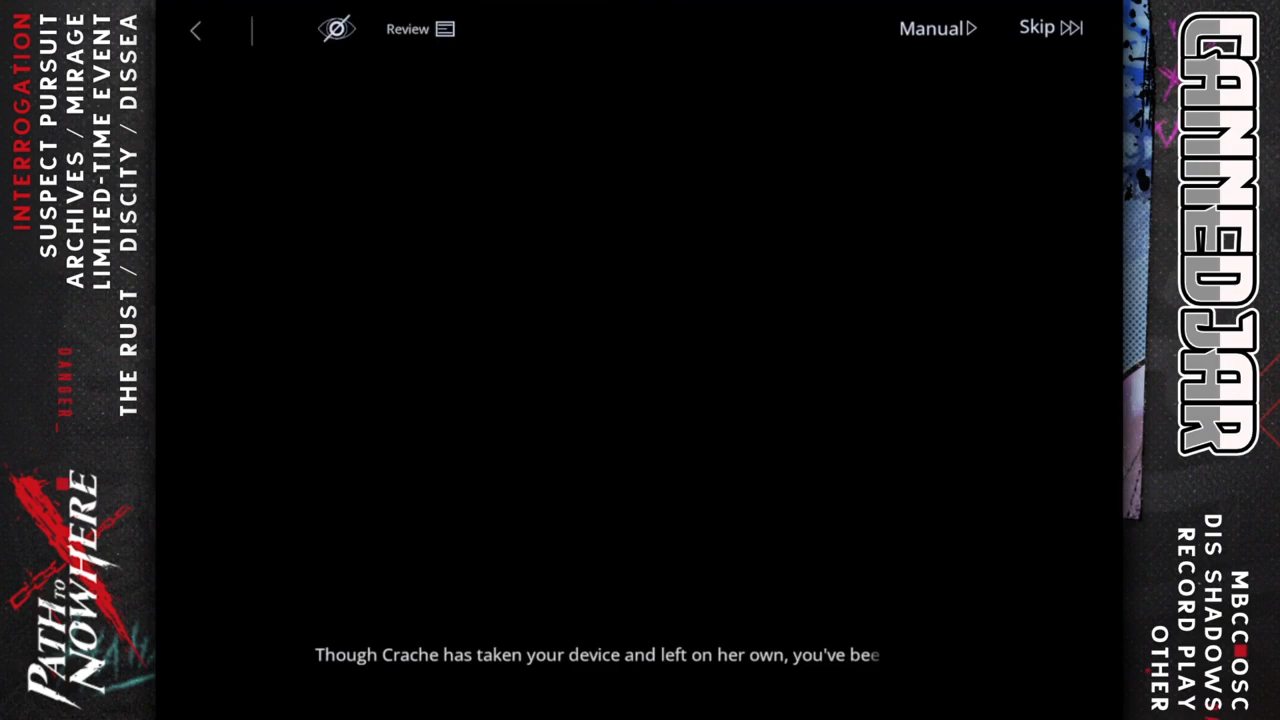 INTERROGATION
SUSPECT PURSUIT
ARCHIVES / MIRAGE
LIMITED-TIME EVENT
THE RUST / DISCITY / DISSEA
DANGER_
PATH TO NOWHERE
Review
Manual
Skip
Though Crache has taken your device and left on her own, you've bee
CANNEDJAR
MBCC OSC
DIS SHADOWS
RECORD PLAY
OTHER